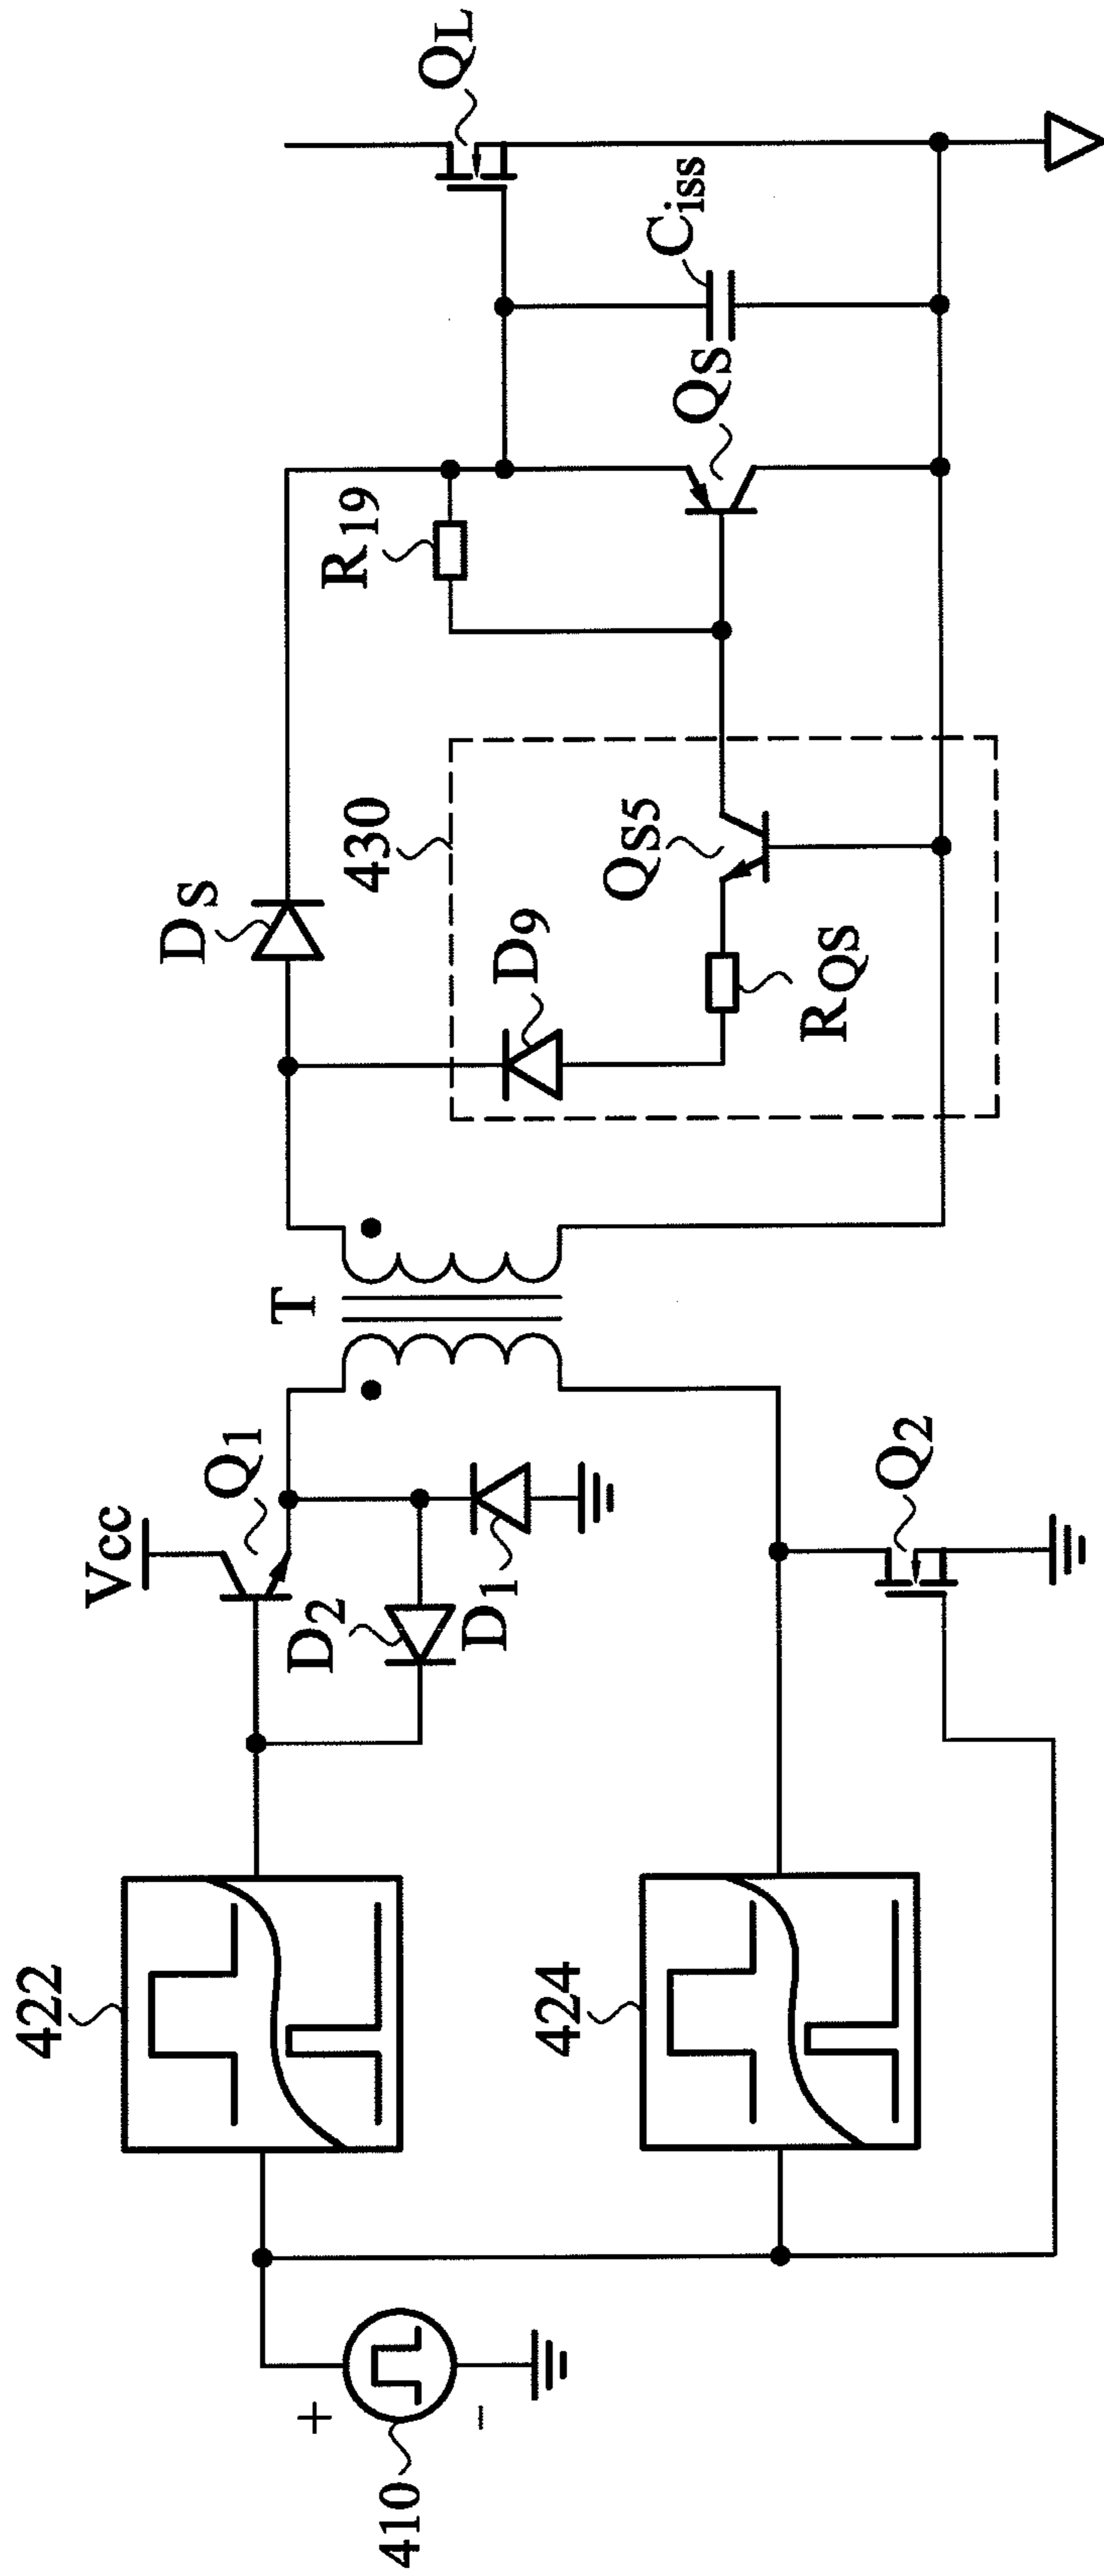 410
+
-
422
424
Vcc
Q1
D2
D1
Q2
T
DS
430
D9
QS5
RQS
R19
QS
Ciss
QL